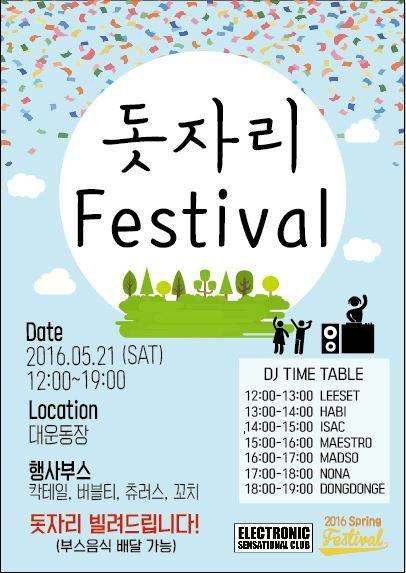 돗자리
Festival
Date
2016.05.21 (SAT)
12:00~19:00
Location
대운동장
행사부스
칵테일, 버블티, 츄러스, 꼬치
돗자리 빌려드립니다!
(부스음식 배달 가능)
DJ TIME TABLE
12:00-13:00 LEESET
13:00-14:00 HABI
14:00-15:00 ISAC
15:00-16:00 MAESTRO
16:00-17:00 MADSO
17:00-18:00 NONA
18:00-19:00 DONGDONGE
ELECTRONIC
SENSATIONAL CLUB
2016 Spring
Festival